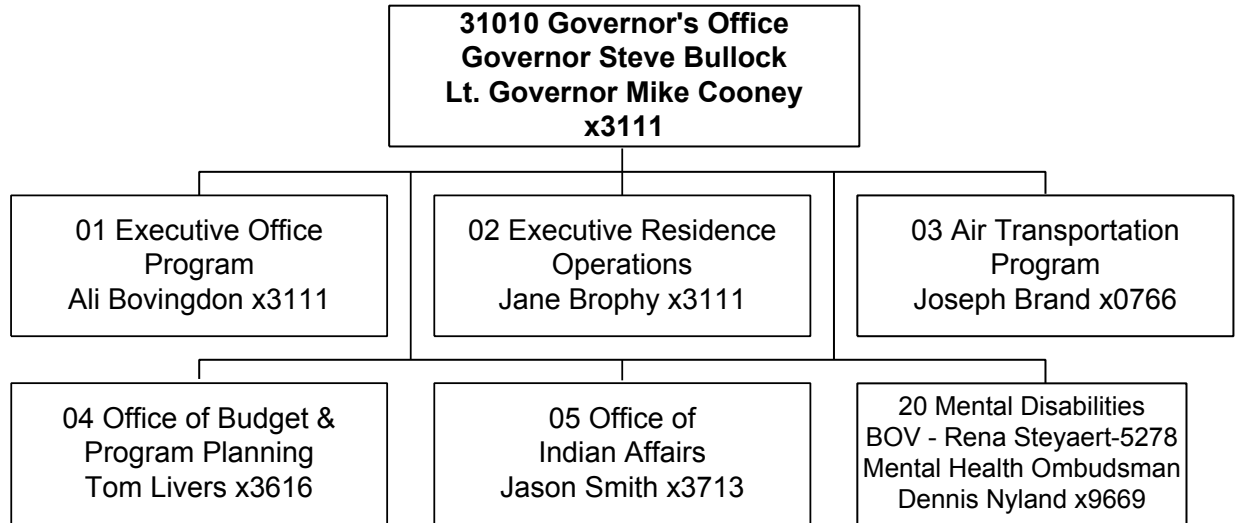 31010 Governor's Office
Governor Steve Bullock
Lt. Governor Mike Cooney
x3111
01 Executive Office
Program
Ali Bovingdon x3111
02 Executive Residence
Operations
Jane Brophy x3111
03 Air Transportation
Program
Joseph Brand x0766
04 Office of Budget &
Program Planning
Tom Livers x3616
05 Office of
Indian Affairs
Jason Smith x3713
20 Mental Disabilities
BOV - Rena Steyaert-5278
Mental Health Ombudsman
Dennis Nyland x9669